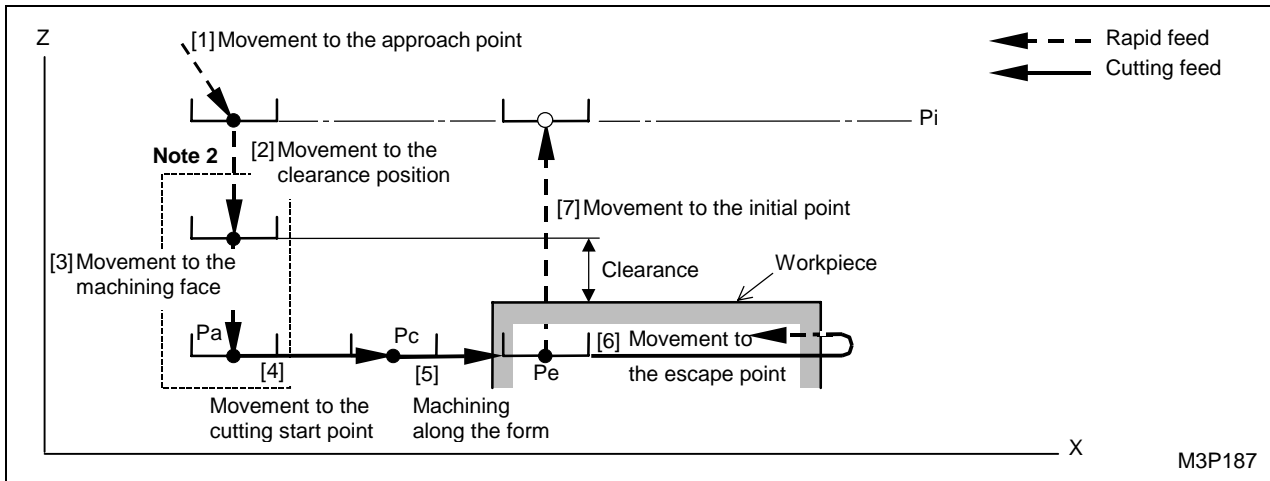 Z
[1] Movement to the approach point
Rapid feed
Cutting feed
Pi
Note 2
[2] Movement to the
clearance position
[7] Movement to the initial point
[3] Movement to the
machining face
Clearance
Workpiece
Pa
Pc
[6] Movement to
the escape point
[4]
[5]
Pe
Movement to the
cutting start point
Machining
along the form
X
M3P187